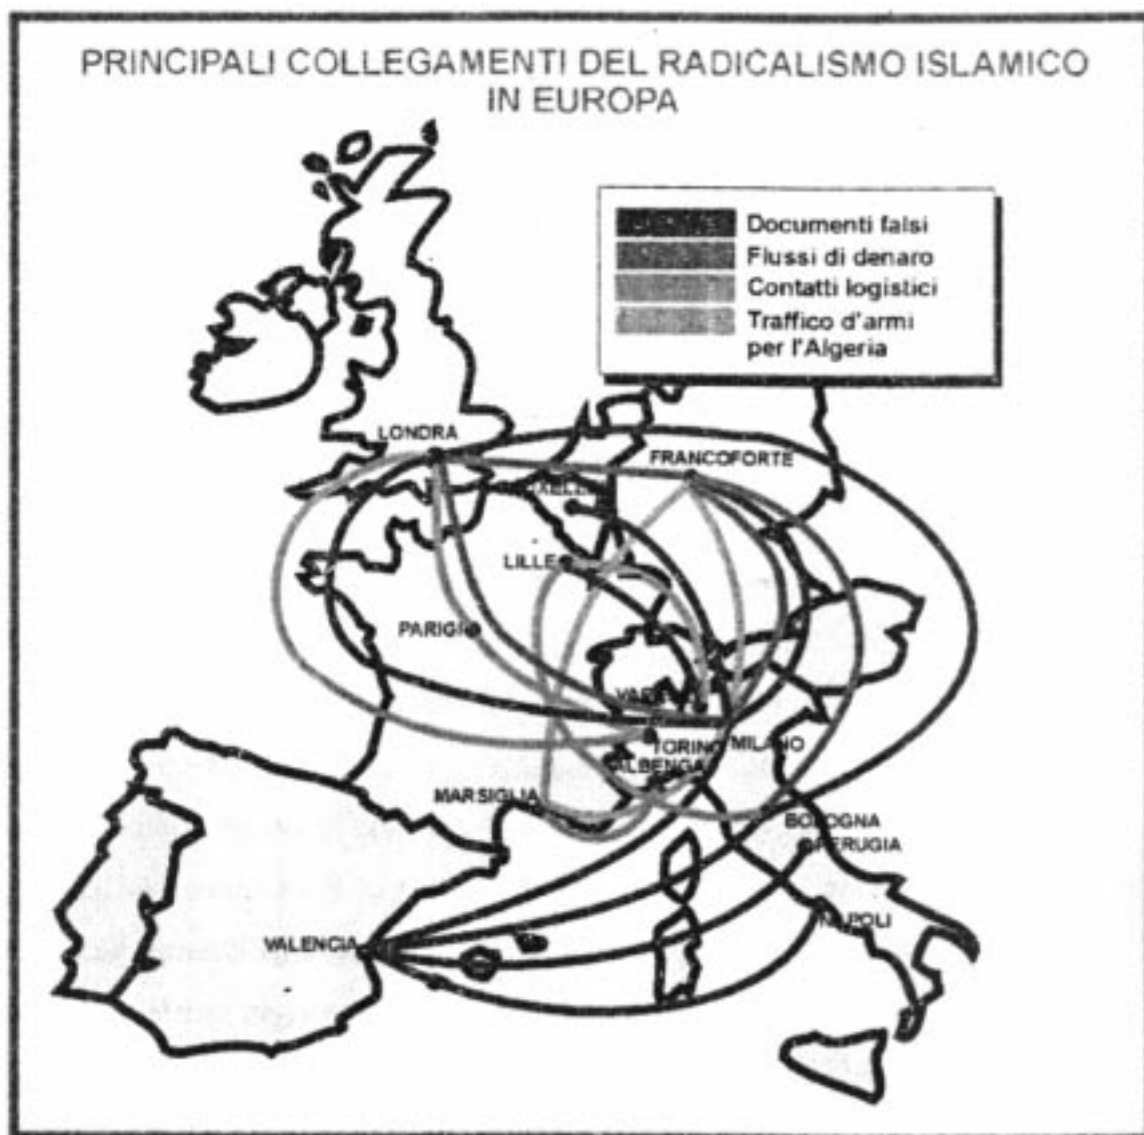 PRINCIPALI COLLEGAMENTI DEL RADICALISMO ISLAMICO
IN EUROPA
Documenti falsi
Flussi di denaro
Contatti logistici
Traffico d'armi
per l'Algeria
LONDRA
FRANCOFORTE
LILLE
PARIGI
TORINO
MILANO
ALBENGA
MARSIGLIA
BOLOGNA
PERUGIA
NAPOLI
VALENCIA